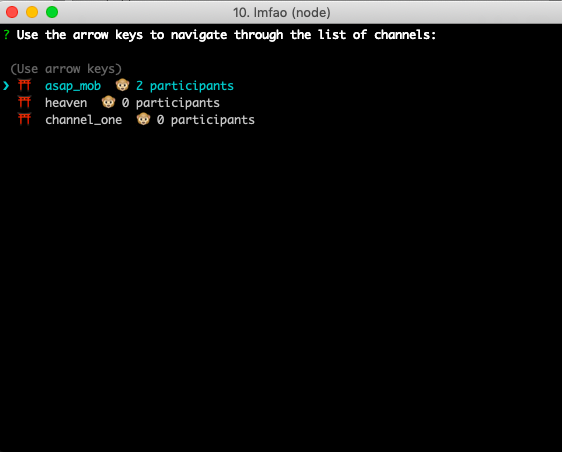 10. lmfao (node)
? Use the arrow keys to navigate through the list of channels:
(Use arrow keys)
❯ ⛩ asap_mob 🐵 2 participants
⛩ heaven 🐵 0 participants
⛩ channel_one 🐵 0 participants